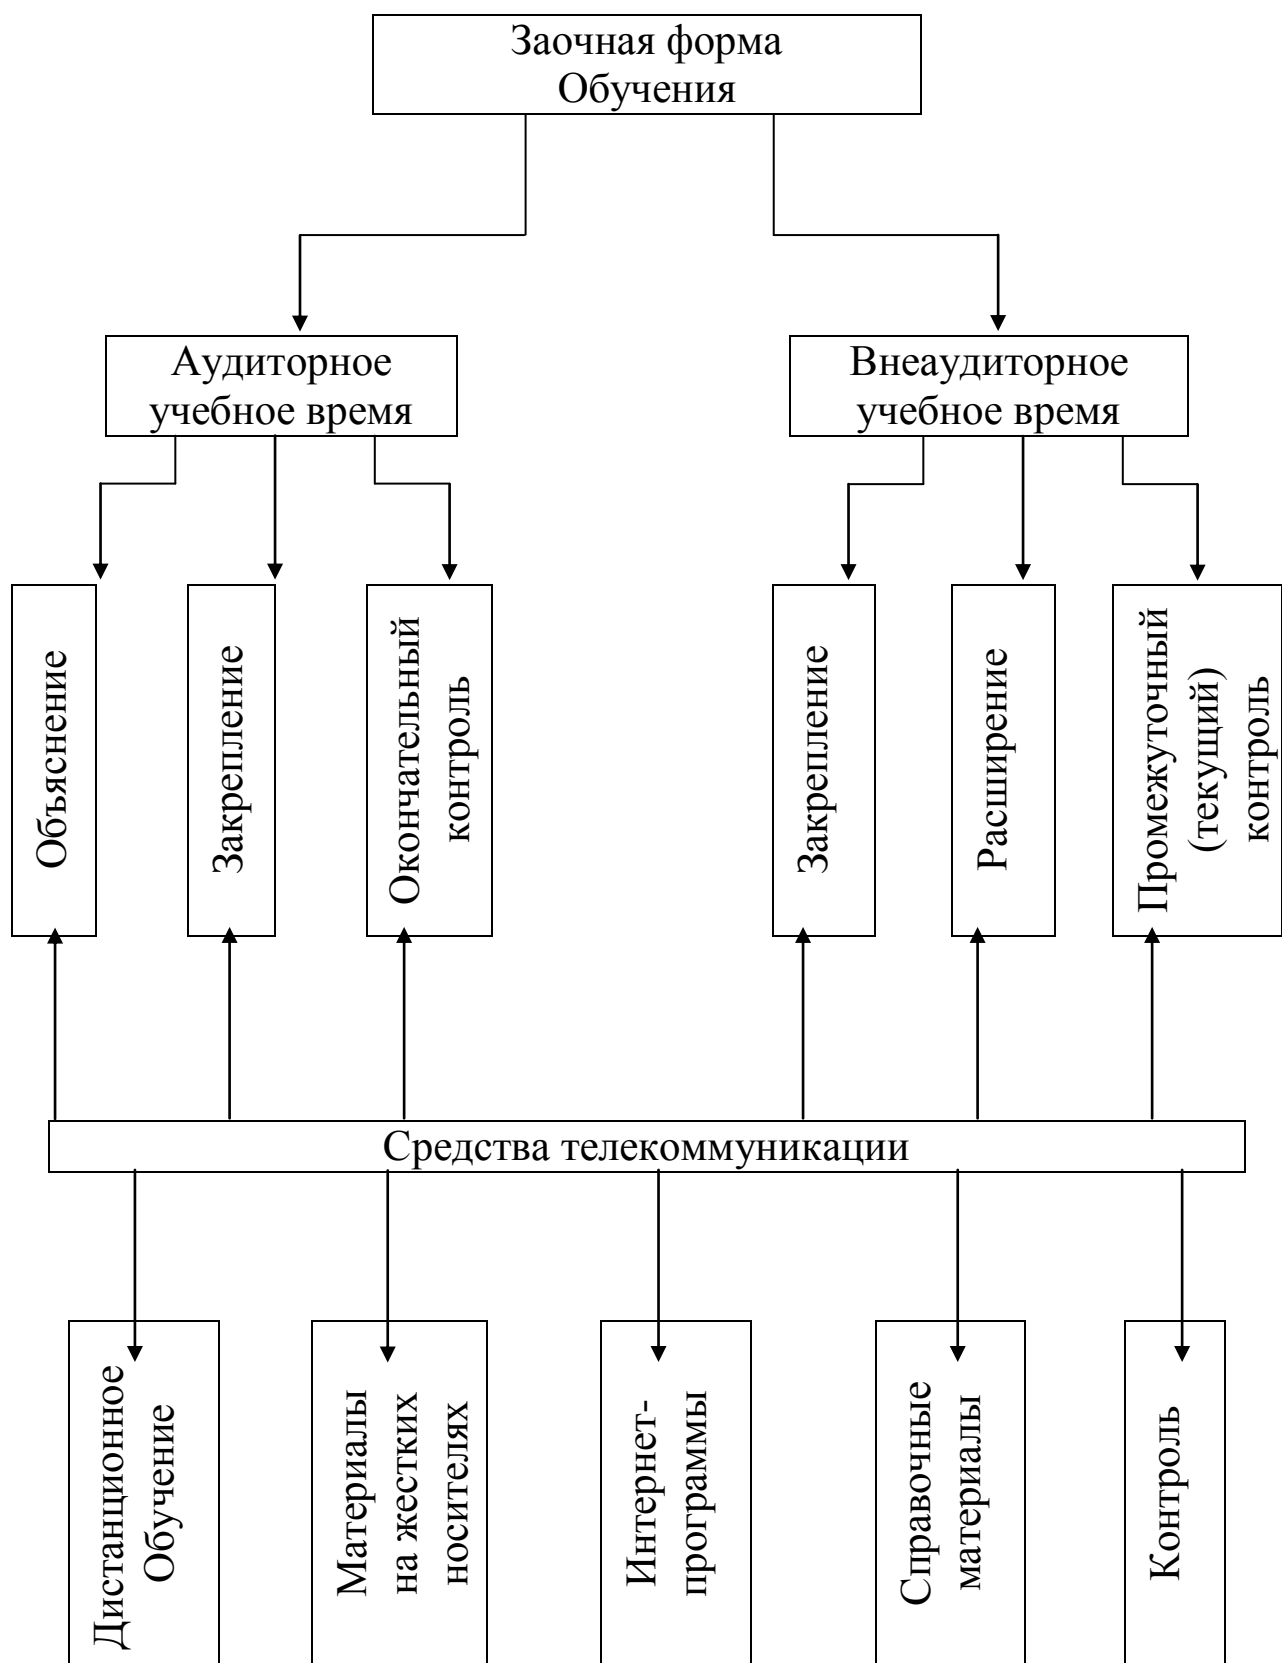 Заочная форма
Обучения
Аудиторное
учебное время
Внеаудиторное
учебное время
Объяснение
Закрепление
Окончательный
контроль
Закрепление
Расширение
Промежуточный
(текущий)
контроль
Средства телекоммуникации
Дистанционное
Обучение
Материалы
на жестких
носителях
Интернет-
программы
Справочные
материалы
Контроль